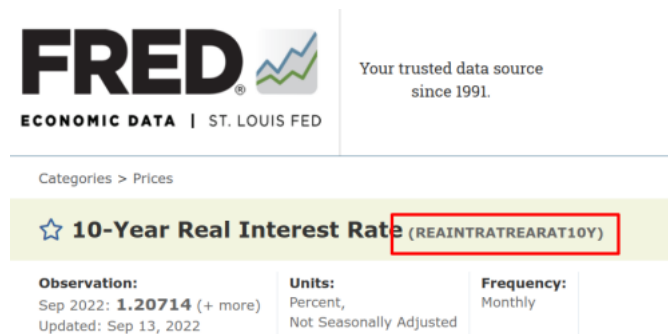 FRED®
ECONOMIC DATA | ST. LOUIS FED
Your trusted data source
since 1991.
Categories > Prices
10-Year Real Interest Rate (REAINTRATREARAT10Y)
Observation:
Sep 2022: 1.20714 (+ more)
Updated: Sep 13, 2022
Units:
Percent,
Not Seasonally Adjusted
Frequency:
Monthly